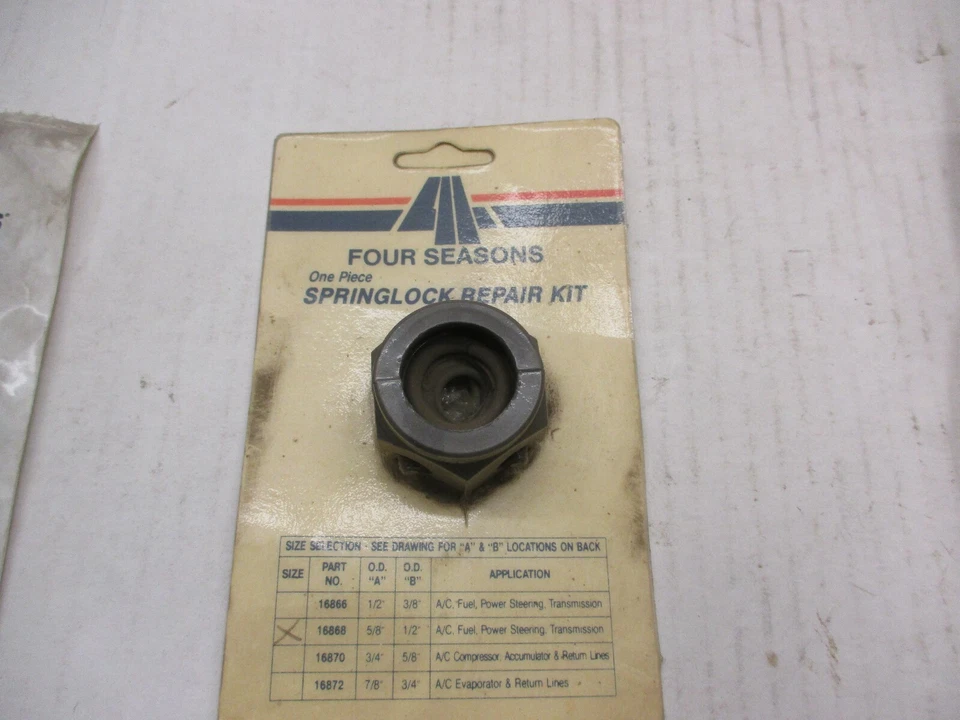 FOUR SEASONS
One Piece
SPRINGLOCK REPAIR KIT
SIZE SELECTION - SEE DRAWING FOR "A" & "B" LOCATIONS ON BACK
SIZE PART NO. O.D. "A" O.D. "B" APPLICATION
16866 1/2" 3/8" A/C, Fuel, Power Steering, Transmission
X 16868 5/8" 1/2" A/C, Fuel, Power Steering, Transmission
16870 3/4" 5/8" A/C Compressor, Accumulator & Return Lines
16872 7/8" 3/4" A/C Evaporator & Return Lines